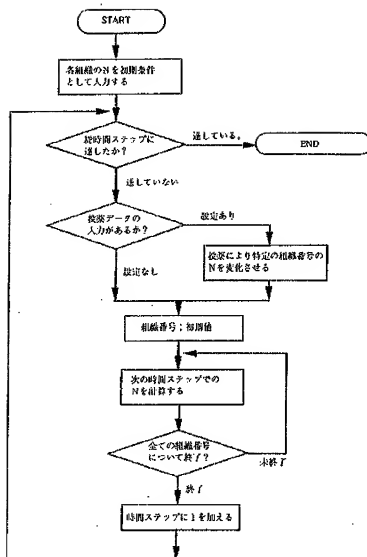 START
各組織のNを初期条件
として入力する
総時間ステップに
達したか?
達している。
END
達していない
投薬データの
入力があるか?
設定あり
投薬により特定の組織番号の
Nを変化させる
設定なし
組織番号:初期値
次の時間ステップでの
Nを計算する
全ての組織番号
について終了?
未終了
終了
時間ステップに1を加える